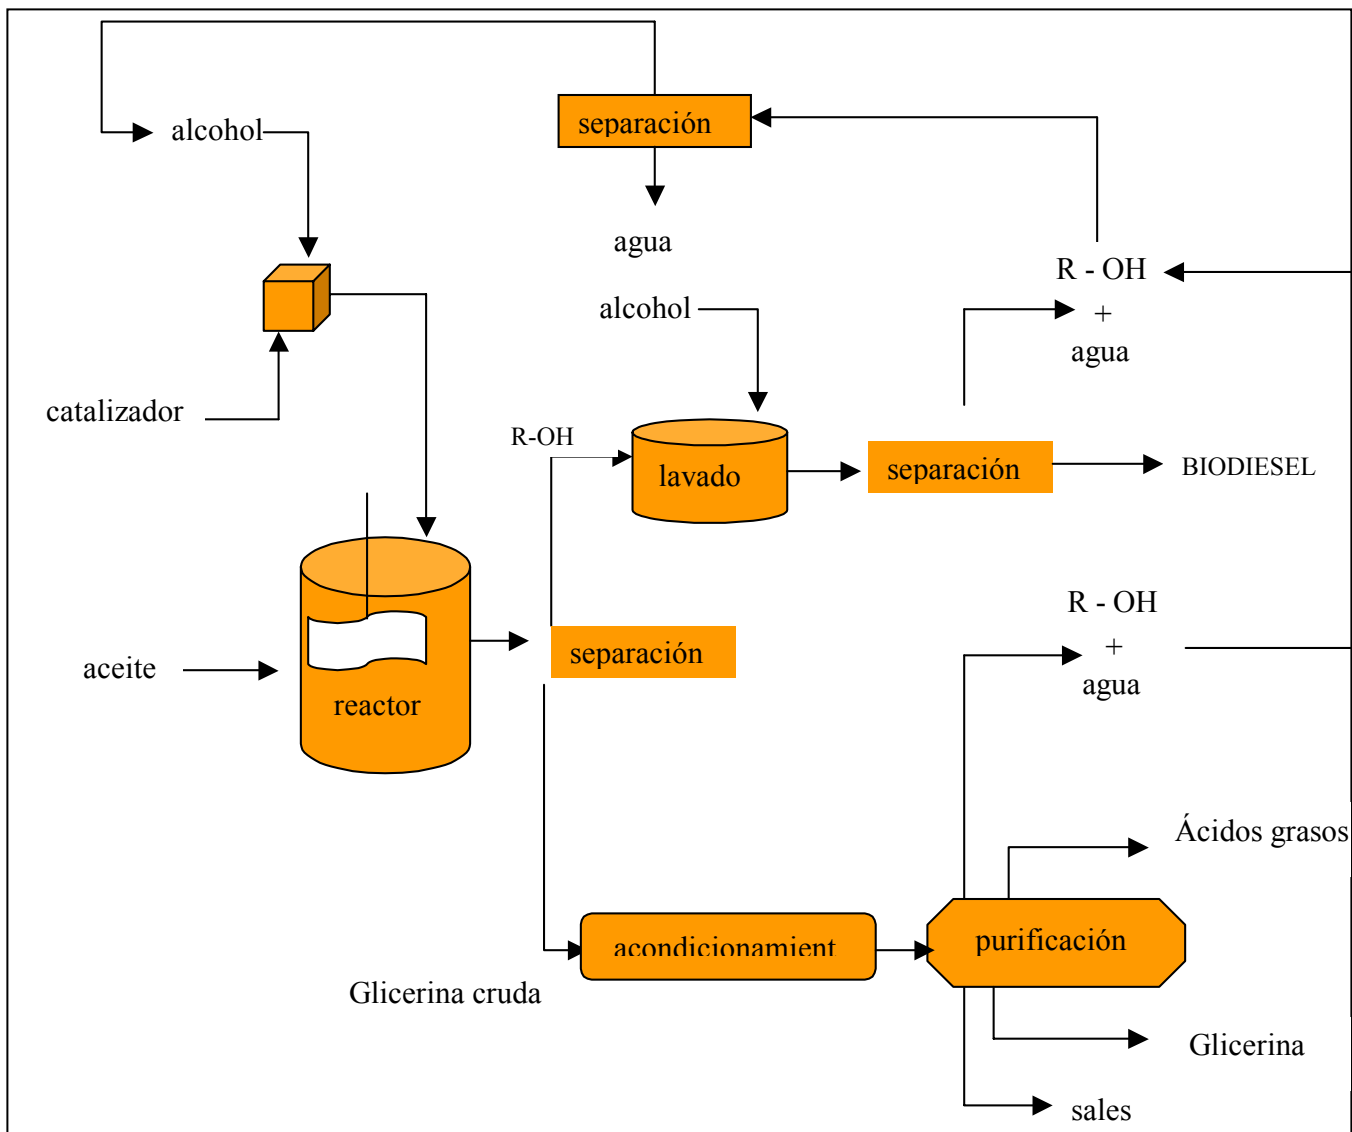 separación
alcohol
agua
R - OH
+
agua
alcohol
catalizador
R-OH
lavado
separación
BIODIESEL
R - OH
+
agua
separación
aceite
reactor
Ácidos grasos
purificación
acondicionamient
Glicerina cruda
Glicerina
sales